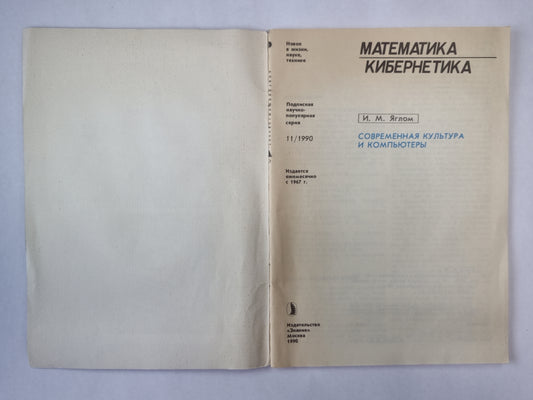 Новое
в жизни,
науке,
технике
МАТЕМАТИКА
КИБЕРНЕТИКА
Подписная
научно-
популярная
серия
И. М. Яглом
11/1990
СОВРЕМЕННАЯ КУЛЬТУРА
И КОМПЬЮТЕРЫ
Издается
ежемесячно
с 1967 г.
Издательство
«Знание»
Москва
1990